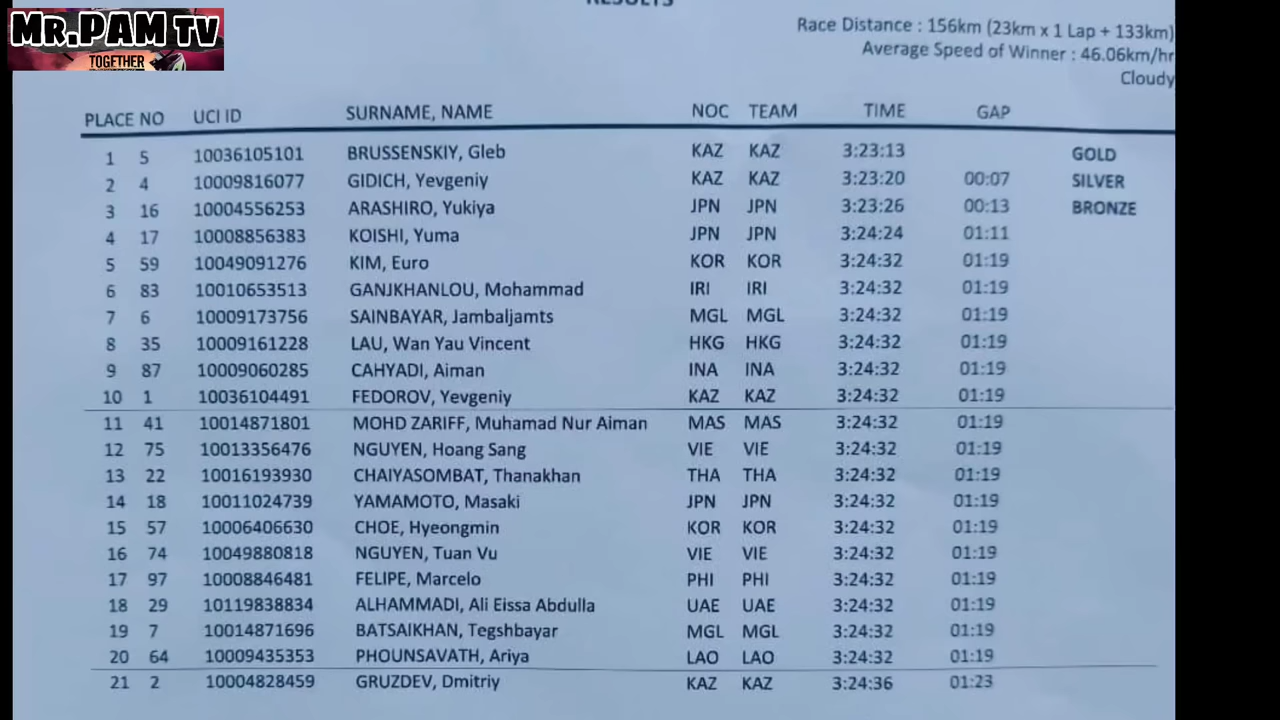 Mr.PAM TV
TOGETHER
RESULTS
Race Distance : 156km (23km x 1 Lap + 133km)
Average Speed of Winner : 46.06km/hr
Cloudy
PLACE NO UCI ID SURNAME, NAME NOC TEAM TIME GAP
1 5 10036105101 BRUSSENSKIY, Gleb KAZ KAZ 3:23:13 GOLD
2 4 10009816077 GIDICH, Yevgeniy KAZ KAZ 3:23:20 00:07 SILVER
3 16 10004556253 ARASHIRO, Yukiya JPN JPN 3:23:26 00:13 BRONZE
4 17 10008856383 KOISHI, Yuma JPN JPN 3:24:24 01:11
5 59 10049091276 KIM, Euro KOR KOR 3:24:32 01:19
6 83 10010653513 GANJKHANLOU, Mohammad IRI IRI 3:24:32 01:19
7 6 10009173756 SAINBAYAR, Jambaljamts MGL MGL 3:24:32 01:19
8 35 10009161228 LAU, Wan Yau Vincent HKG HKG 3:24:32 01:19
9 87 10009060285 CAHYADI, Aiman INA INA 3:24:32 01:19
10 1 10036104491 FEDOROV, Yevgeniy KAZ KAZ 3:24:32 01:19
11 41 10014871801 MOHD ZARIFF, Muhamad Nur Aiman MAS MAS 3:24:32 01:19
12 75 10013356476 NGUYEN, Hoang Sang VIE VIE 3:24:32 01:19
13 22 10016193930 CHAIYASOMBAT, Thanakhan THA THA 3:24:32 01:19
14 18 10011024739 YAMAMOTO, Masaki JPN JPN 3:24:32 01:19
15 57 10006406630 CHOE, Hyeongmin KOR KOR 3:24:32 01:19
16 74 10049880818 NGUYEN, Tuan Vu VIE VIE 3:24:32 01:19
17 97 10008846481 FELIPE, Marcelo PHI PHI 3:24:32 01:19
18 29 10119838834 ALHAMMADI, Ali Eissa Abdulla UAE UAE 3:24:32 01:19
19 7 10014871696 BATSAIKHAN, Tegshbayar MGL MGL 3:24:32 01:19
20 64 10009435353 PHOUNSAVATH, Ariya LAO LAO 3:24:32 01:19
21 2 10004828459 GRUZDEV, Dmitriy KAZ KAZ 3:24:36 01:23